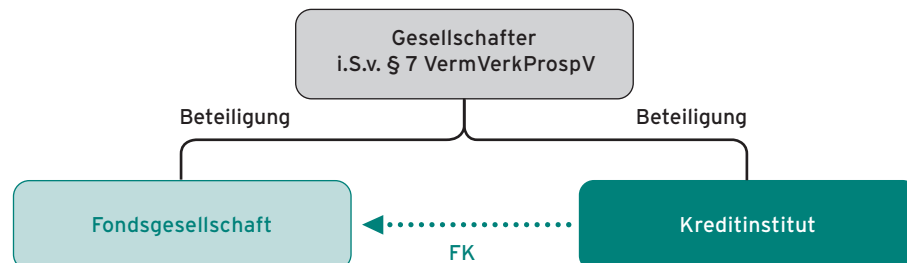 Gesellschafter
i.S.v. § 7 VermVerkProspV
Beteiligung
Beteiligung
Fondsgesellschaft
FK
Kreditinstitut